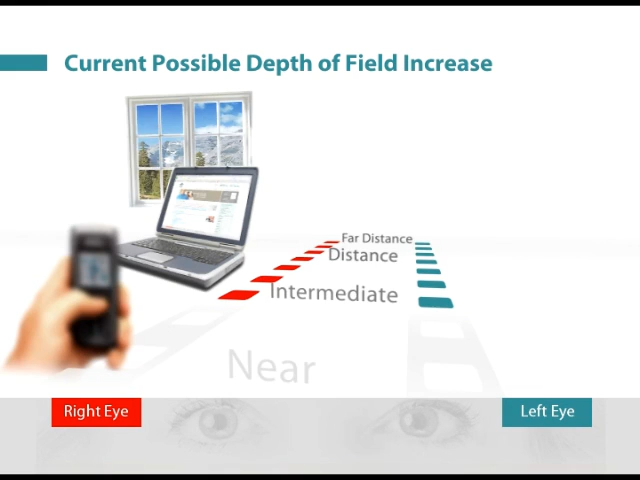 Current Possible Depth of Field Increase
Far Distance
Distance
Intermediate
Near
Right Eye
Left Eye